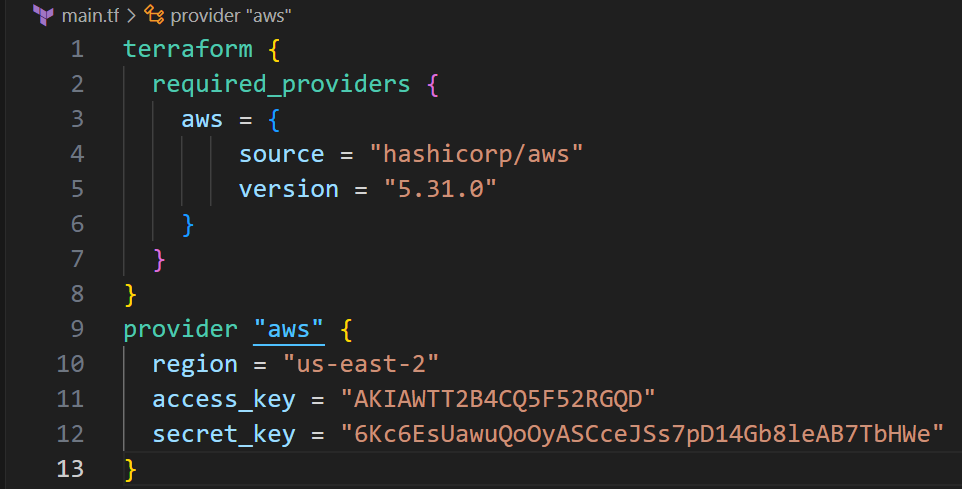 main.tf > provider "aws"
1 terraform {
2 required_providers {
3 aws = {
4 source = "hashicorp/aws"
5 version = "5.31.0"
6 }
7 }
8 }
9 provider "aws" {
10 region = "us-east-2"
11 access_key = "AKIAWTT2B4CQ5F52RGQD"
12 secret_key = "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"
13 }